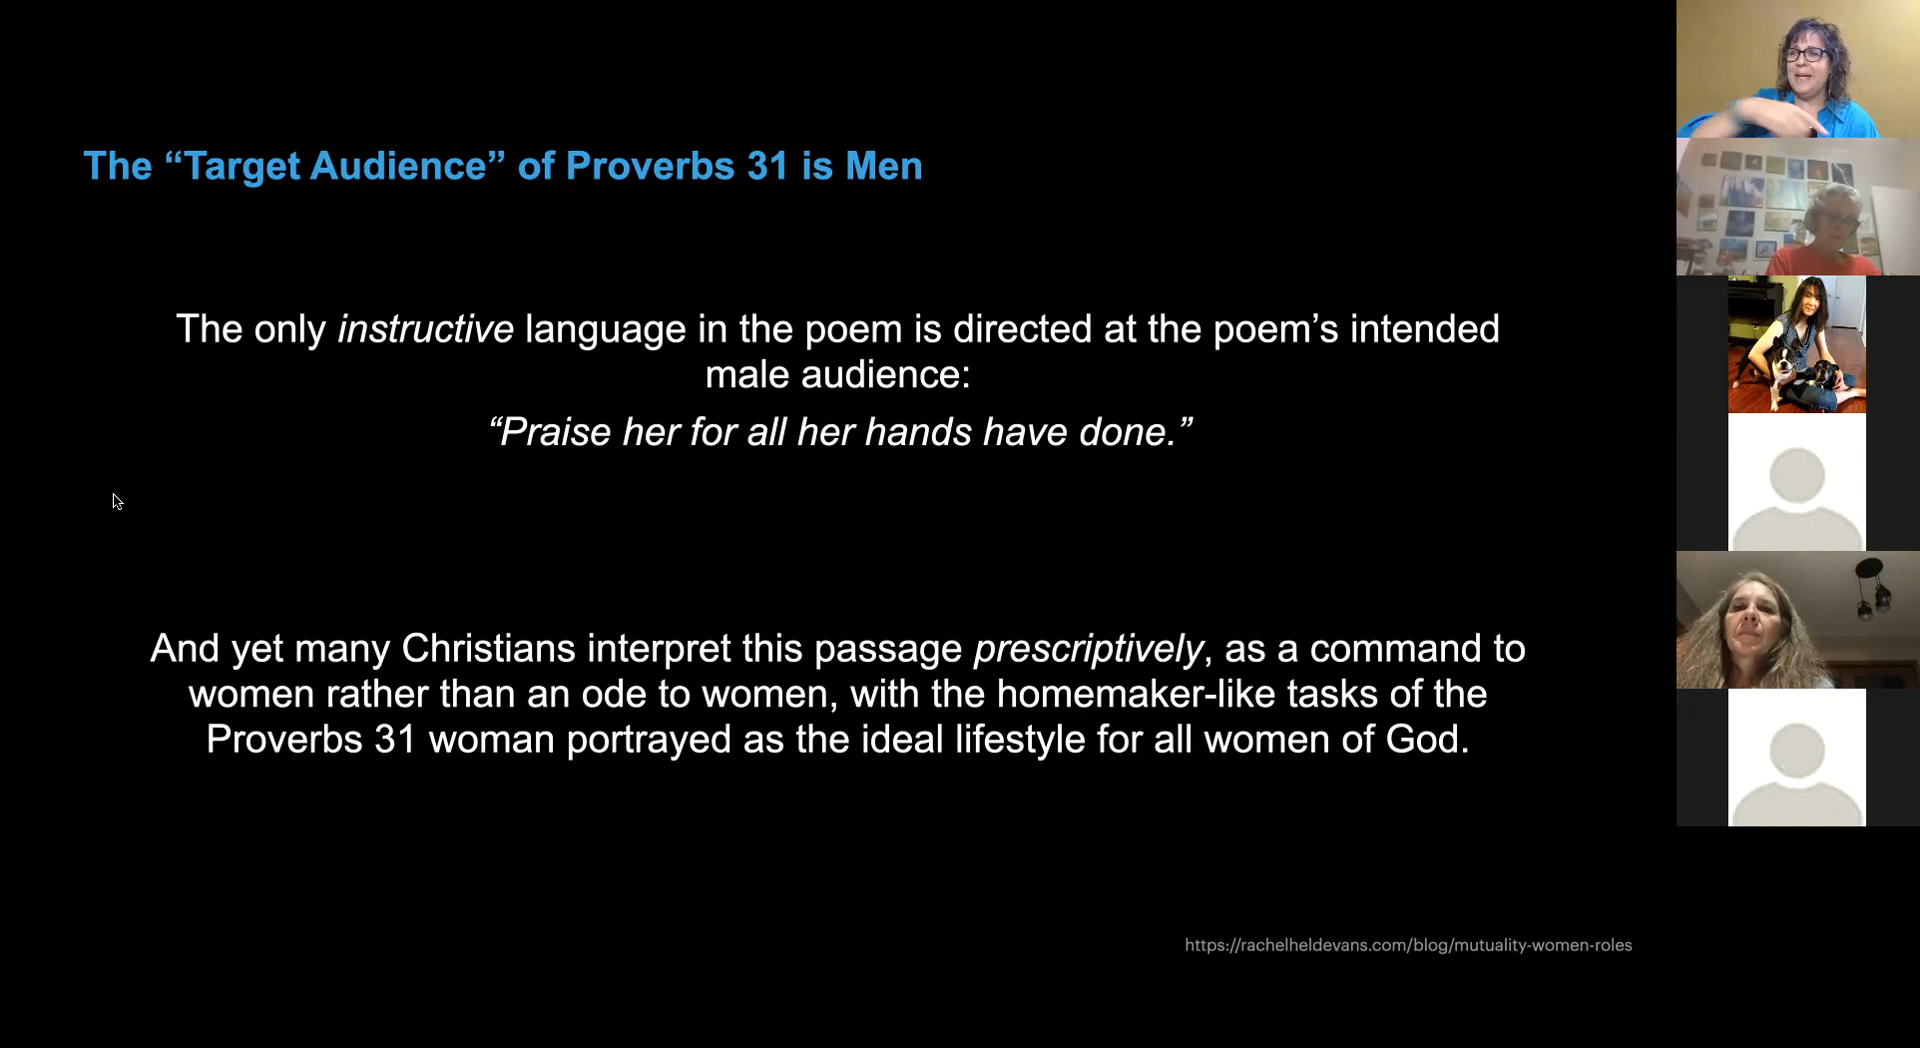 The “Target Audience” of Proverbs 31 is Men
The only instructive language in the poem is directed at the poem’s intended
male audience:
“Praise her for all her hands have done.”
And yet many Christians interpret this passage prescriptively, as a command to
women rather than an ode to women, with the homemaker-like tasks of the
Proverbs 31 woman portrayed as the ideal lifestyle for all women of God.
https://rachelheldevans.com/blog/mutuality-women-roles